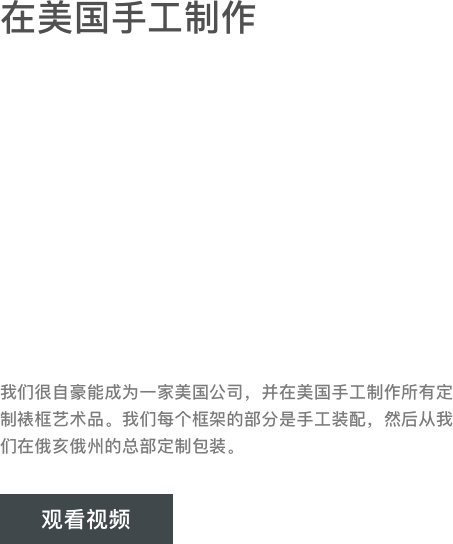 在美国手工制作
我们很自豪能成为一家美国公司，并在美国手工制作所有定
制裱框艺术品。我们每个框架的部分是手工装配，然后从我
们在俄亥俄州的总部定制包装。
观看视频